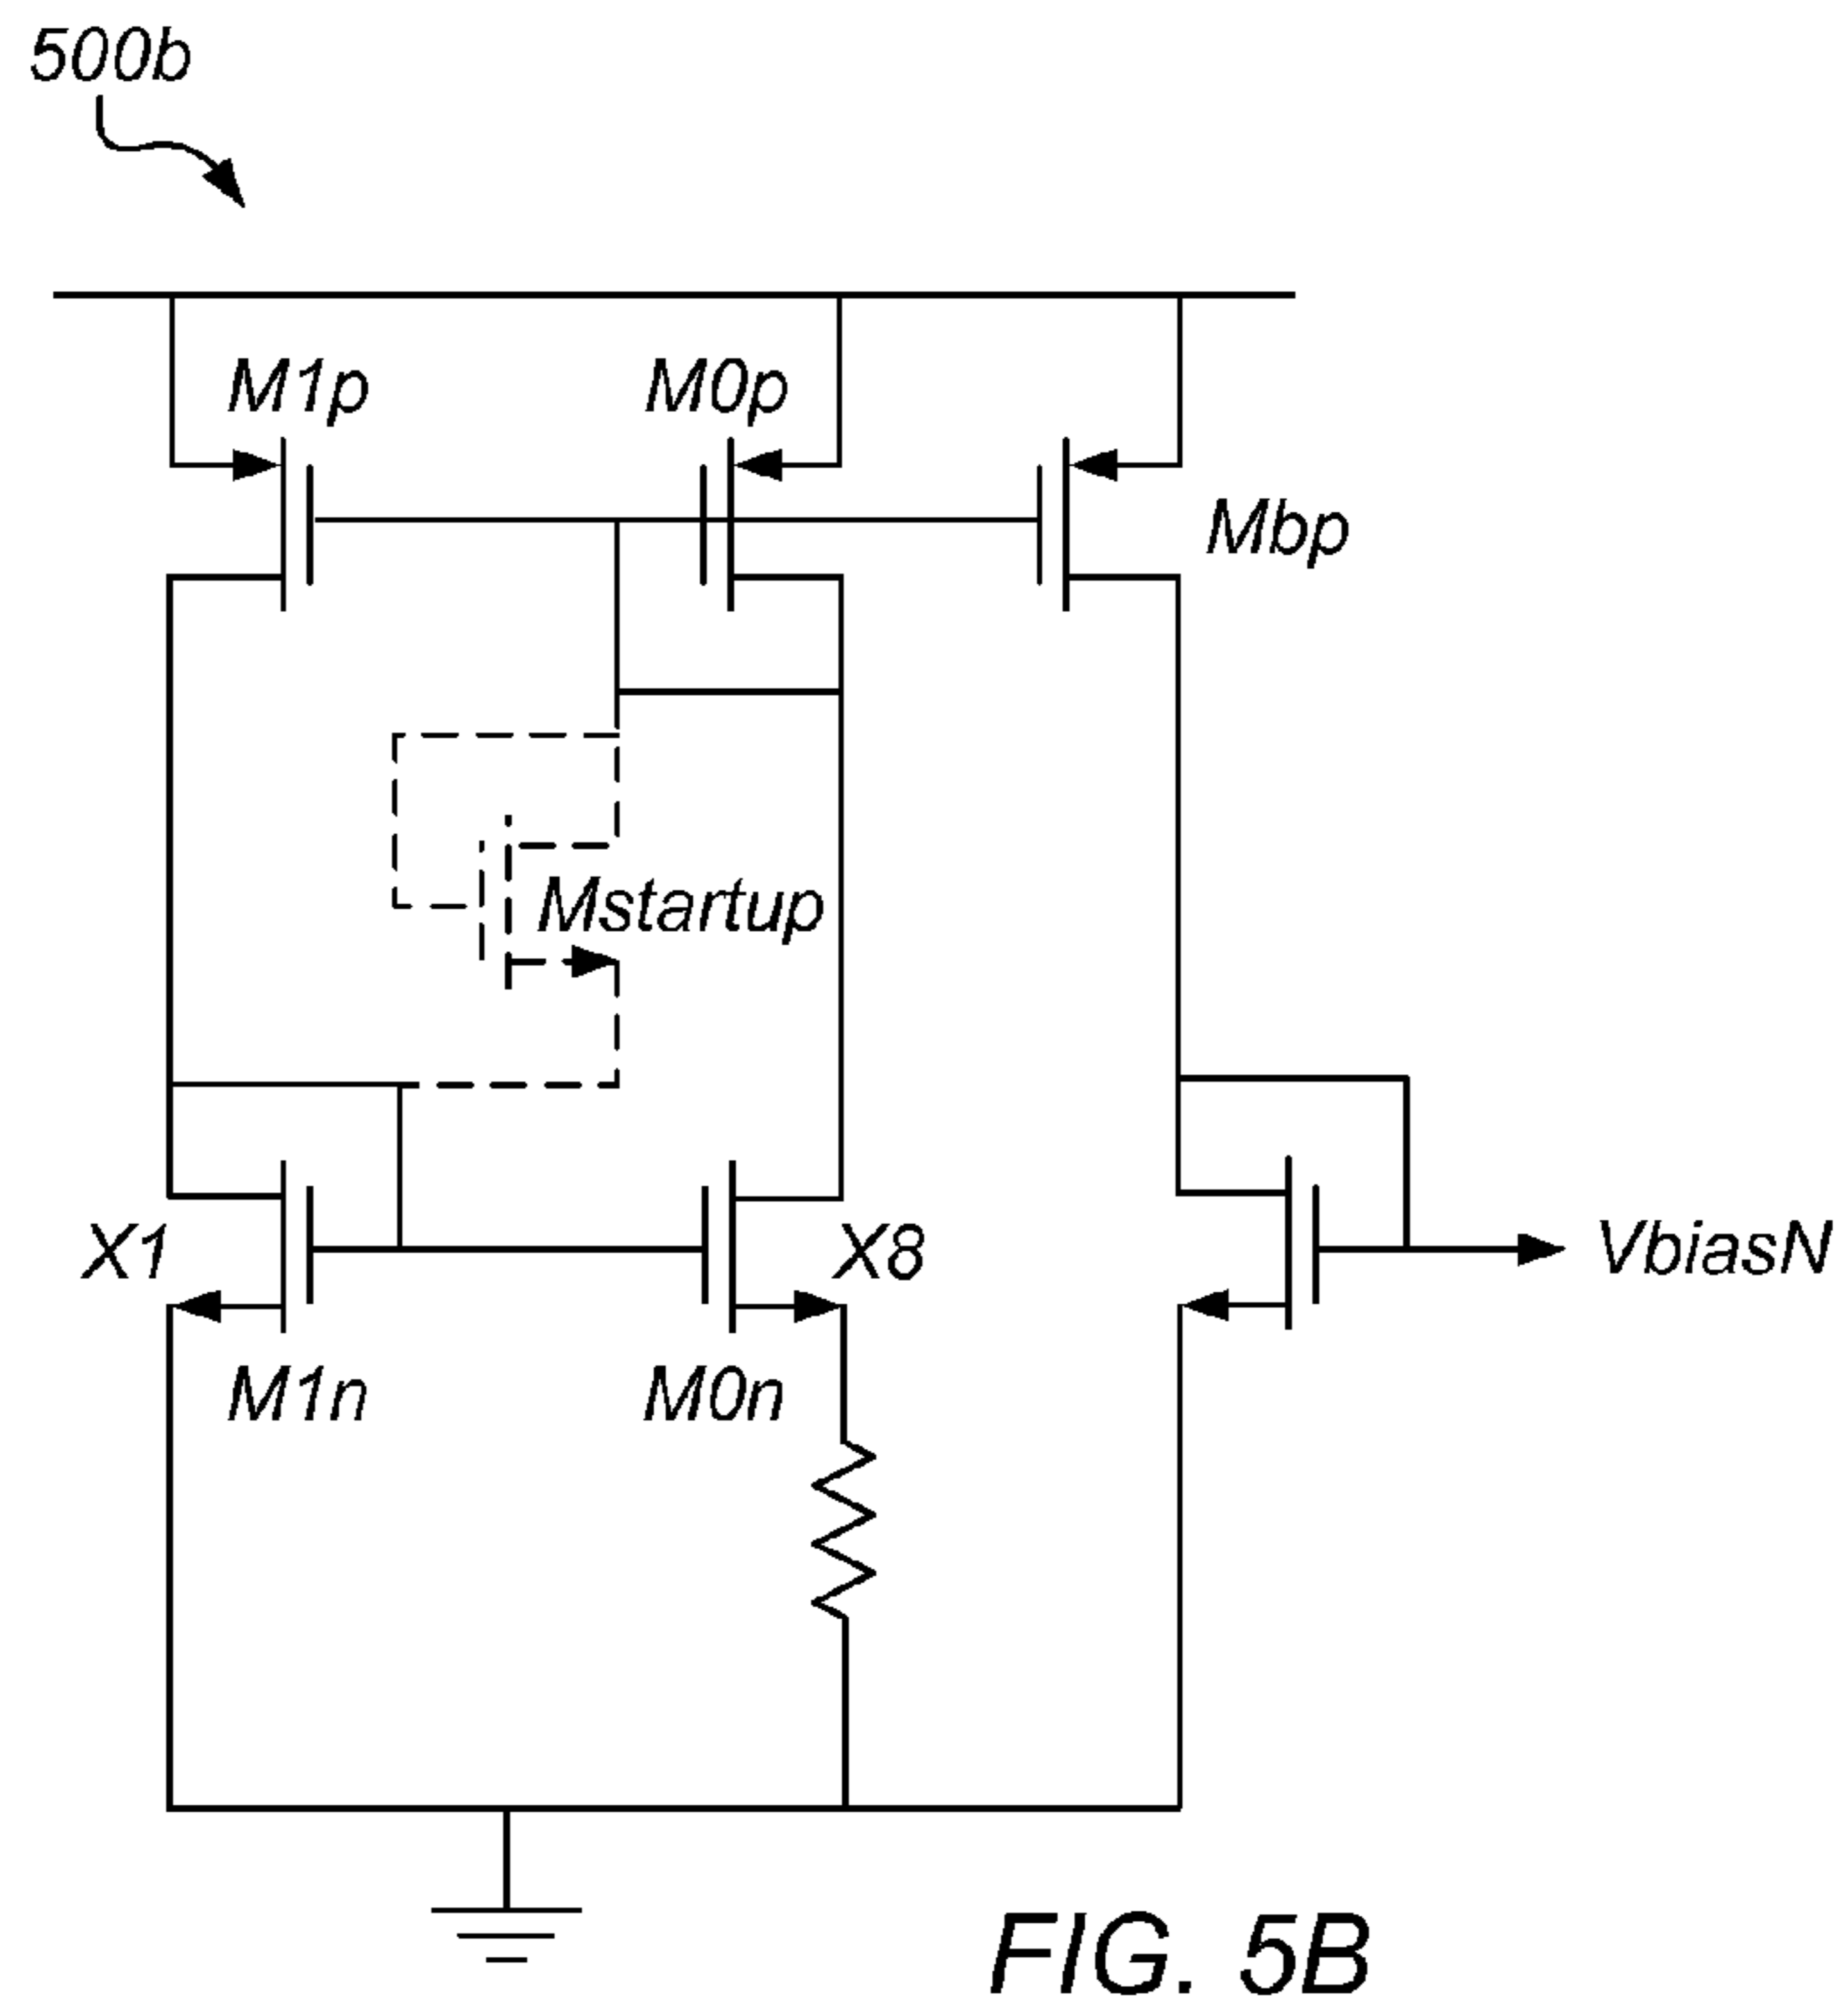 500b
M1p
M0p
Mbp
Mstartup
X1
X8
VbiasN
M1n
M0n
FIG. 5B